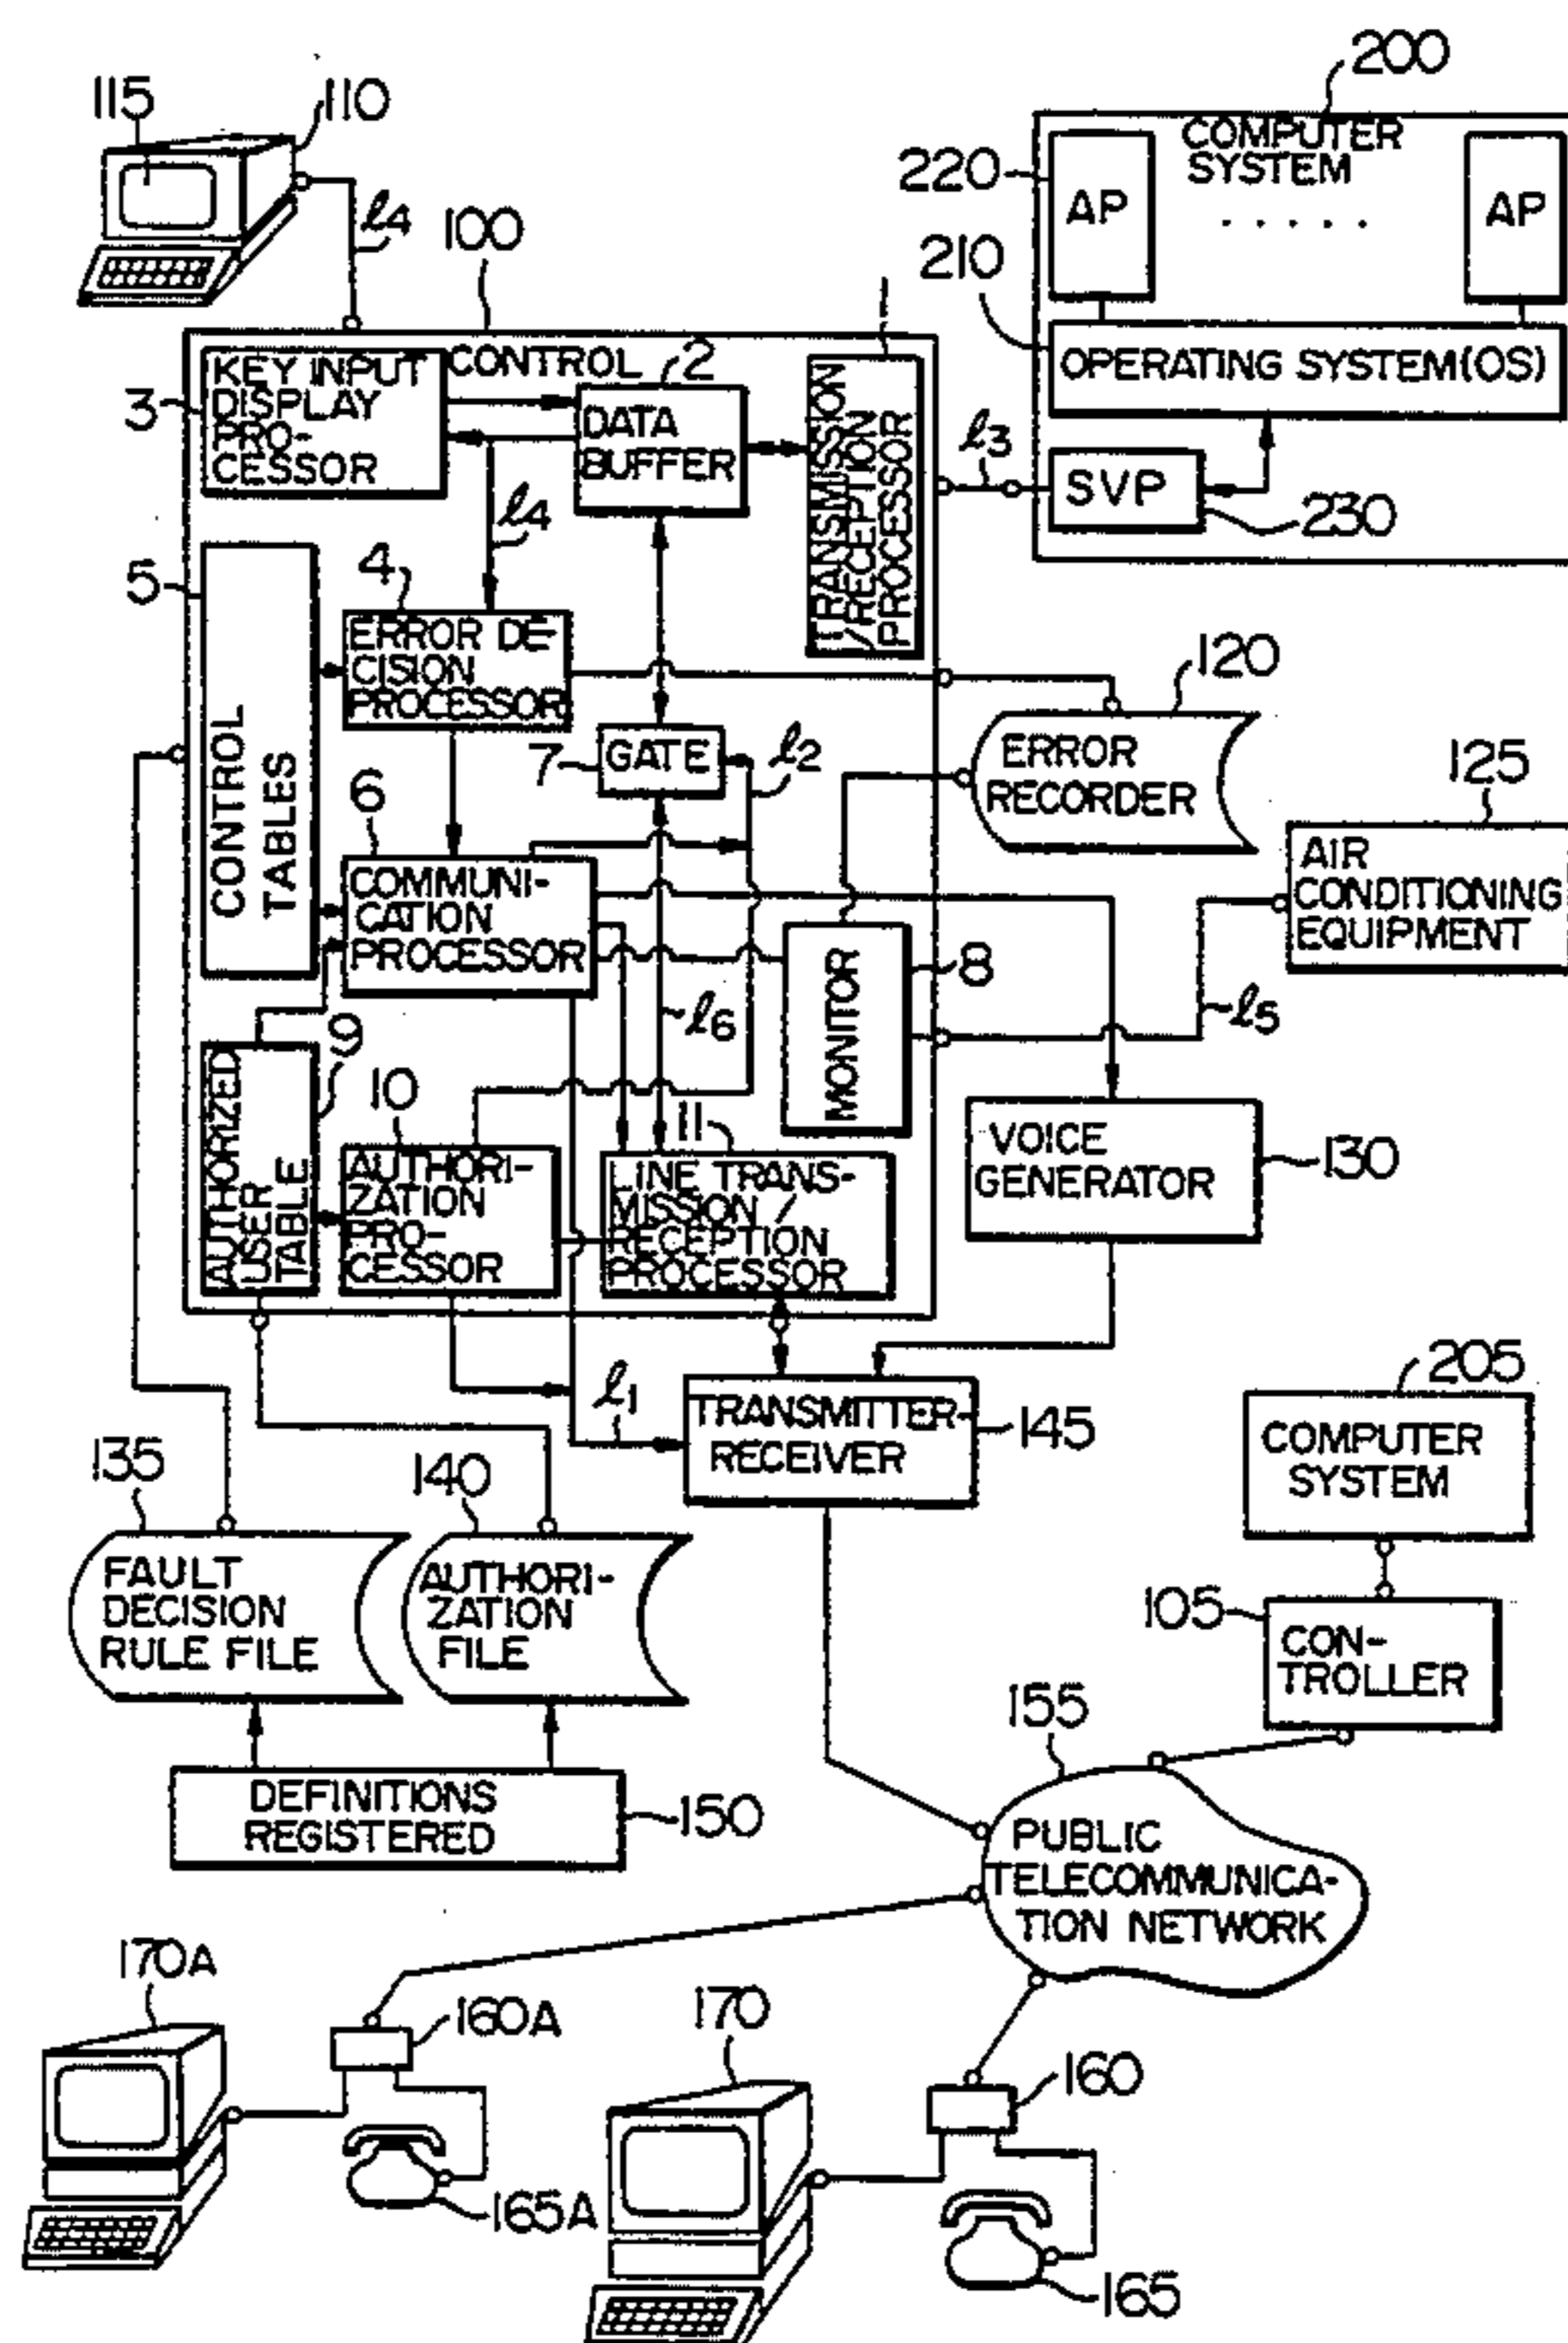 200
115
110
COMPUTER
SYSTEM
220
AP
. . . . .
AP
ℓ4
100
210
1
OPERATING SYSTEM (OS)
CONTROL
KEY INPUT
DISPLAY
PRO-
CESSOR
3
2
DATA
BUFFER
TRANSMISSION
/RECEPTION
PROCESSOR
ℓ3
SVP
230
ℓ4
5
4
ERROR DE-
CISION
PROCESSOR
120
CONTROL
TABLES
7
GATE
ℓ2
ERROR
RECORDER
125
6
AIR
CONDITIONING
EQUIPMENT
COMMUNI-
CATION
PROCESSOR
8
MONITOR
ℓ6
ℓ5
9
AUTHORIZED
USER
TABLE
10
AUTHORI-
ZATION
PRO-
CESSOR
11
LINE TRANS-
MISSION /
RECEPTION
PROCESSOR
VOICE
GENERATOR
130
205
ℓ1
TRANSMITTER-
RECEIVER
145
COMPUTER
SYSTEM
135
140
FAULT
DECISION
RULE FILE
AUTHORI-
ZATION
FILE
105
CON-
TROLLER
155
DEFINITIONS
REGISTERED
150
PUBLIC
TELECOMMUNICA-
TION NETWORK
170A
160A
170
160
165A
165